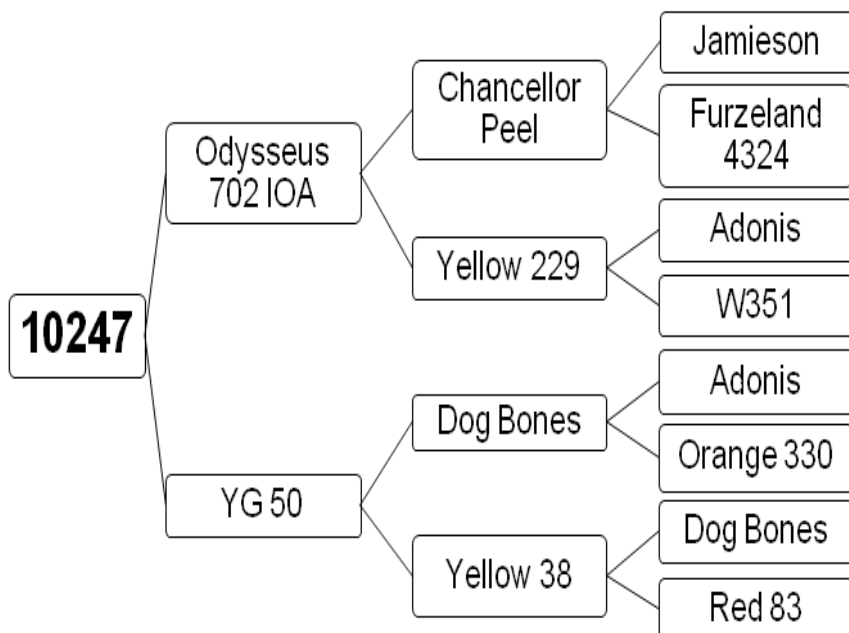 10247
Odysseus
702 IOA
YG 50
Chancellor
Peel
Yellow 229
Dog Bones
Yellow 38
Jamieson
Furzeland
4324
Adonis
W351
Adonis
Orange 330
Dog Bones
Red 83